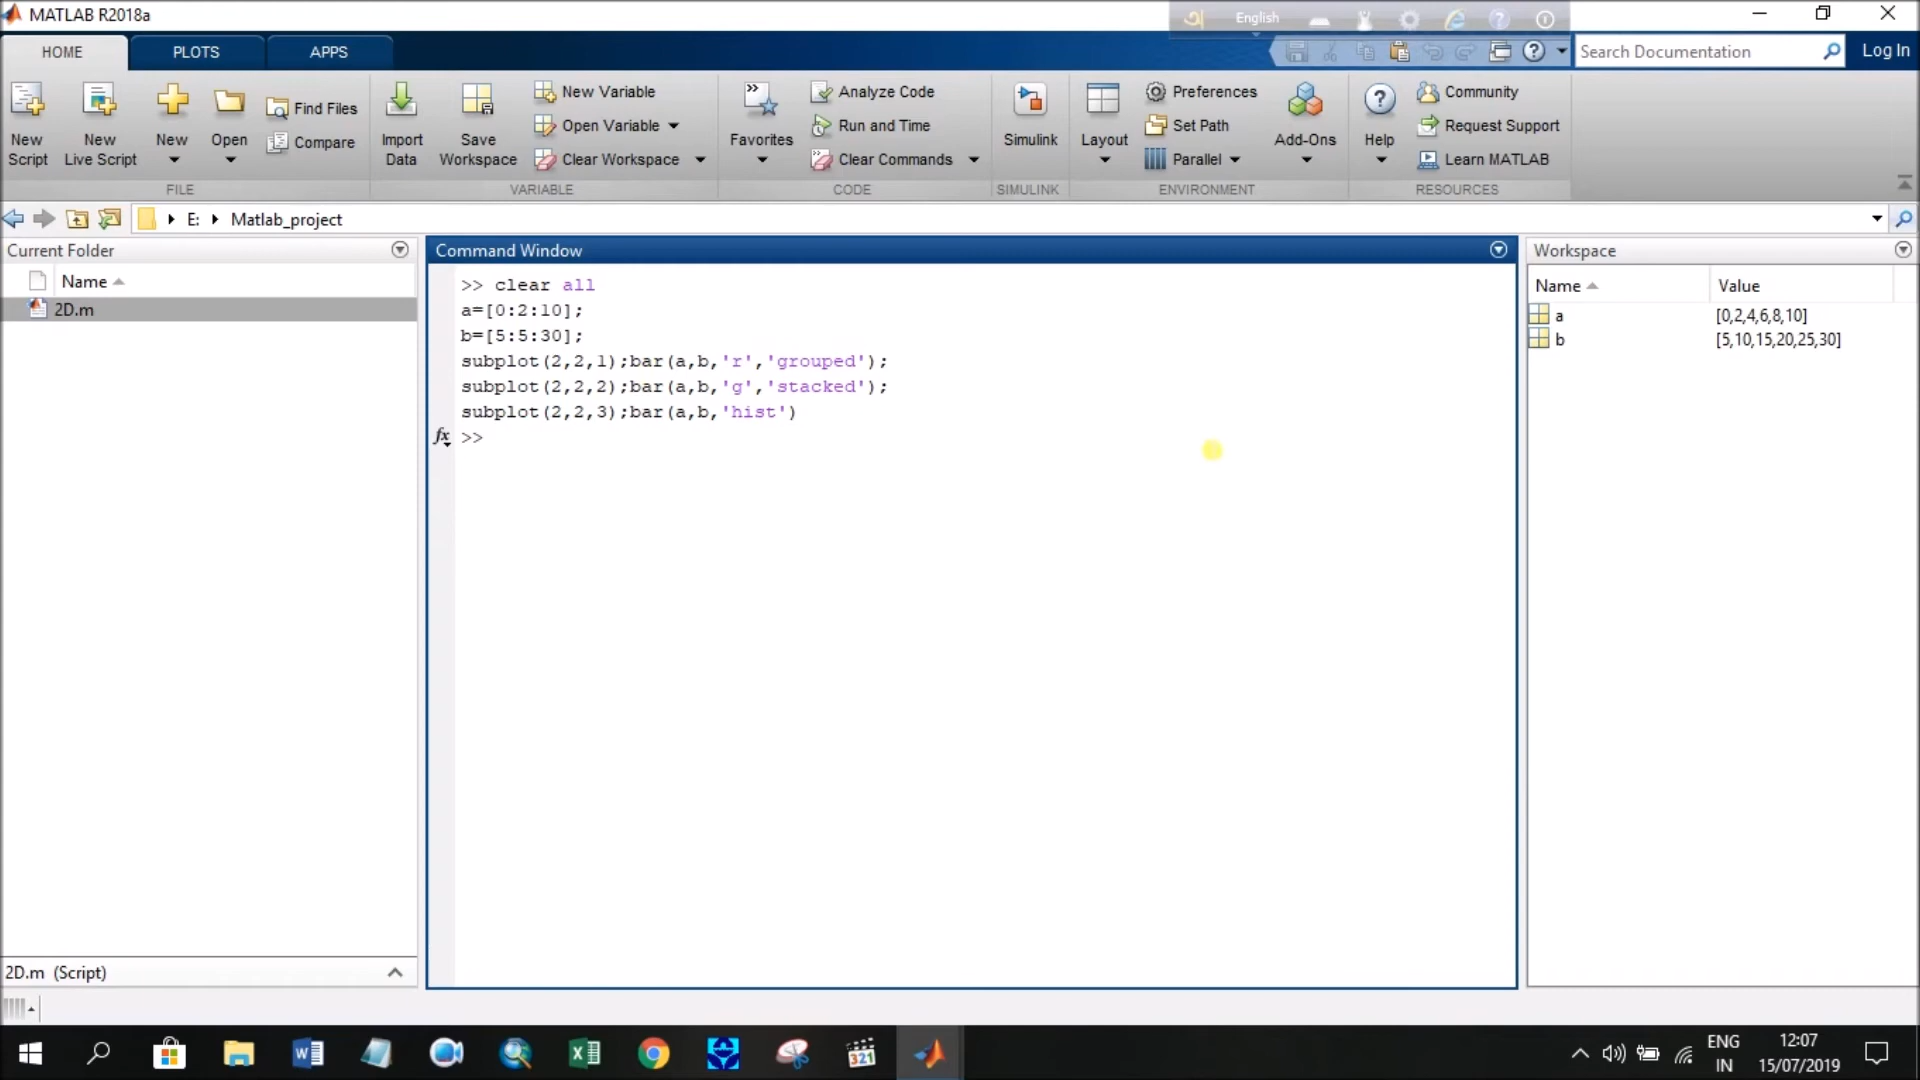 MATLAB R2018a
English
HOME
PLOTS
APPS
Search Documentation
Log In
New Script
New Live Script
New
Open
Find Files
Compare
Import Data
Save Workspace
New Variable
Open Variable
Clear Workspace
Favorites
Analyze Code
Run and Time
Clear Commands
Simulink
Layout
Preferences
Set Path
Parallel
Add-Ons
Help
Community
Request Support
Learn MATLAB
FILE
VARIABLE
CODE
SIMULINK
ENVIRONMENT
RESOURCES
E:
Matlab_project
Current Folder
Name
2D.m
Command Window
>> clear all
a=[0:2:10];
b=[5:5:30];
subplot(2,2,1);bar(a,b,'r','grouped');
subplot(2,2,2);bar(a,b,'g','stacked');
subplot(2,2,3);bar(a,b,'hist')
fx >>
Workspace
Name Value
a [0,2,4,6,8,10]
b [5,10,15,20,25,30]
2D.m (Script)
321
ENG
IN
12:07
15/07/2019